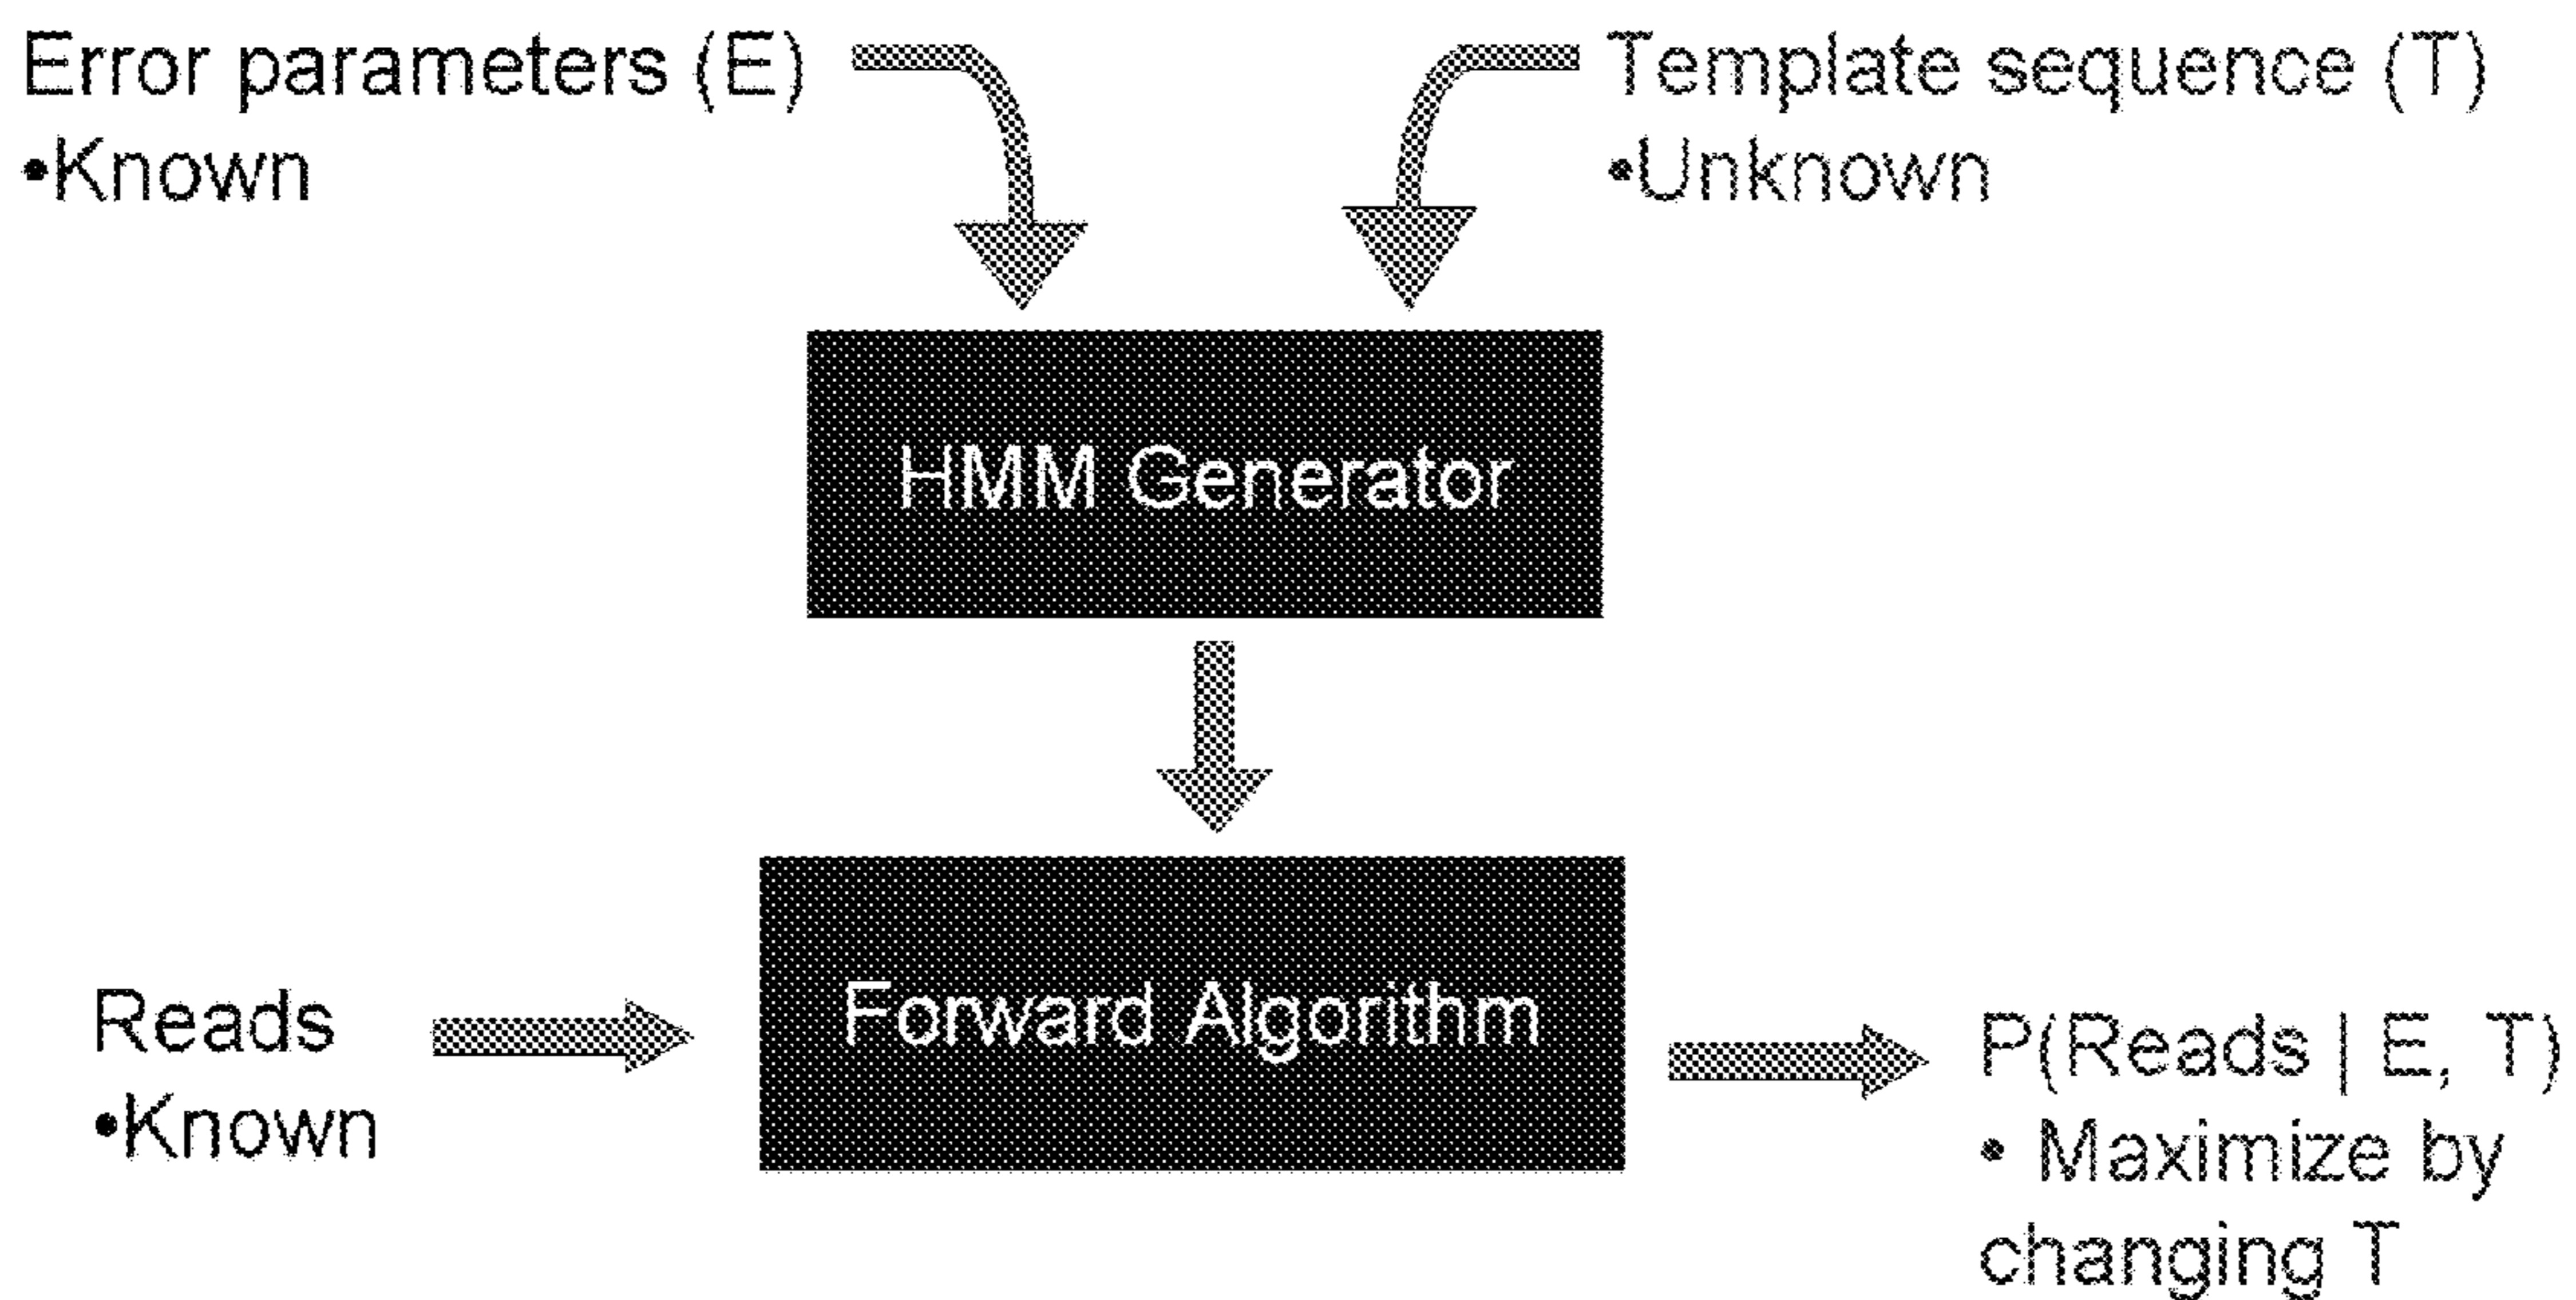 Error parameters (E)
•Known
Template sequence (T)
•Unknown
HMM Generator
Forward Algorithm
Reads
•Known
P(Reads | E, T)
• Maximize by
changing T